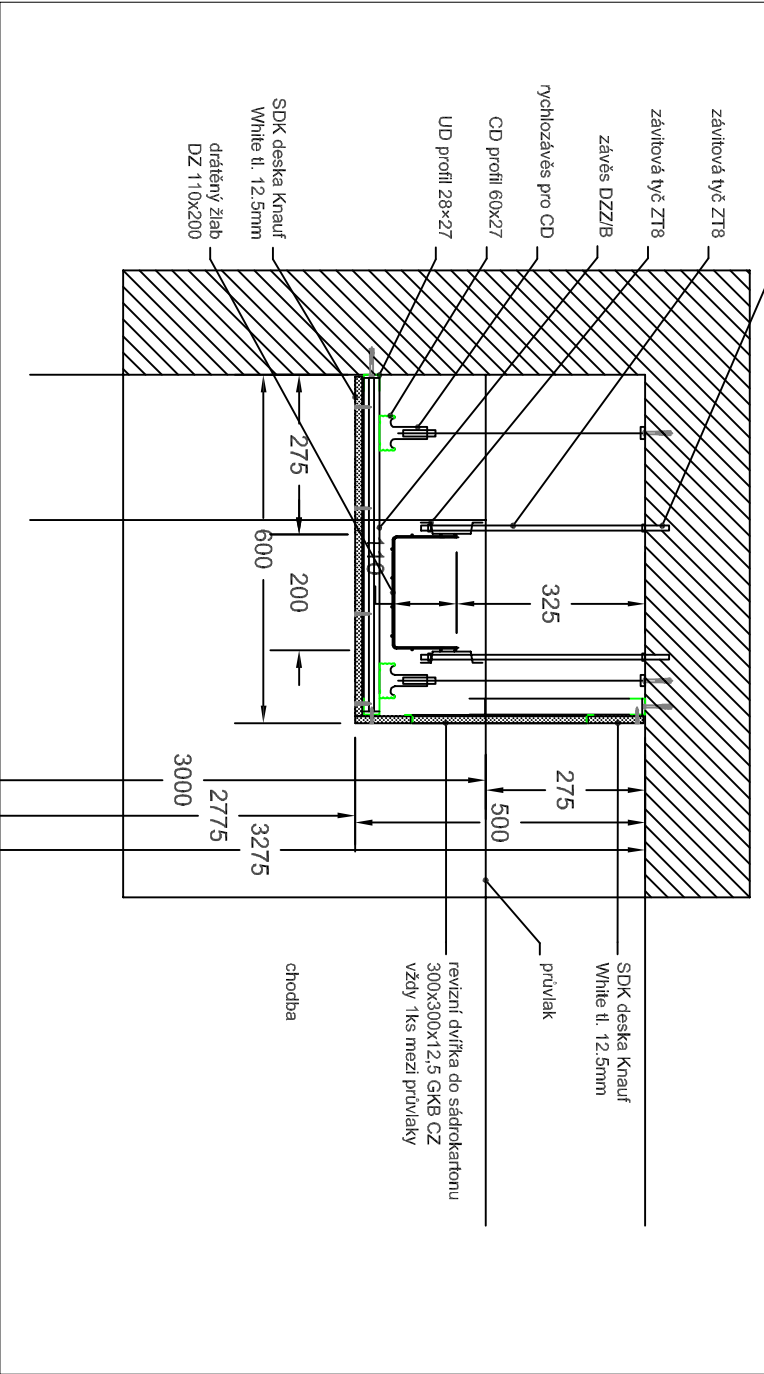 závitová tyč ZT8
závitová tyč ZT8
závěs DZZ/B
rychlozávěs pro CD
CD profil 60x27
UD profil 28×27
SDK deska Knauf
White tl. 12.5mm
drátěný žlab
DZ 110x200
325
110
275
200
600
275
500
3000
2775
3275
SDK deska Knauf
White tl. 12.5mm
průvlak
revizní dvířka do sádrokartonu
300x300x12,5 GKB CZ
vždy 1ks mezi průvlaky
chodba